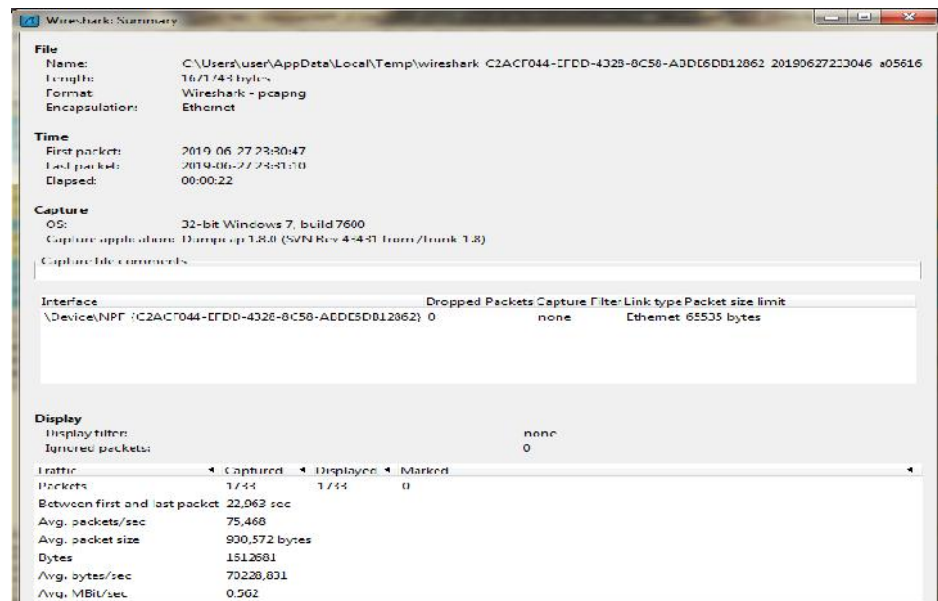 Wireshark: Summary
File
Name: C:\Users\user\AppData\Local\Temp\wireshark_C2ACF044-EFDD-4328-8C58-ABDE6DB12862_20190627233046_a05616
Length: 1671743 bytes
Format: Wireshark - pcapng
Encapsulation: Ethernet
Time
First packet: 2019-06-27 23:30:47
Last packet: 2019-06-27 23:31:10
Elapsed: 00:00:22
Capture
OS: 32-bit Windows 7, build 7600
Capture application: Dumpcap 1.8.0 (SVN Rev 43431 from /trunk-1.8)
Capture file comments
Interface Dropped Packets Capture Filter Link type Packet size limit
\Device\NPF_{C2ACF044-EFDD-4328-8C58-ABDE6DB12862} 0 none Ethernet 65535 bytes
Display
Display filter: none
Ignored packets: 0
Traffic Captured Displayed Marked
Packets 1733 1733 0
Between first and last packet 22,963 sec
Avg. packets/sec 75,468
Avg. packet size 930,572 bytes
Bytes 1612681
Avg. bytes/sec 70228,831
Avg. MBit/sec 0.562